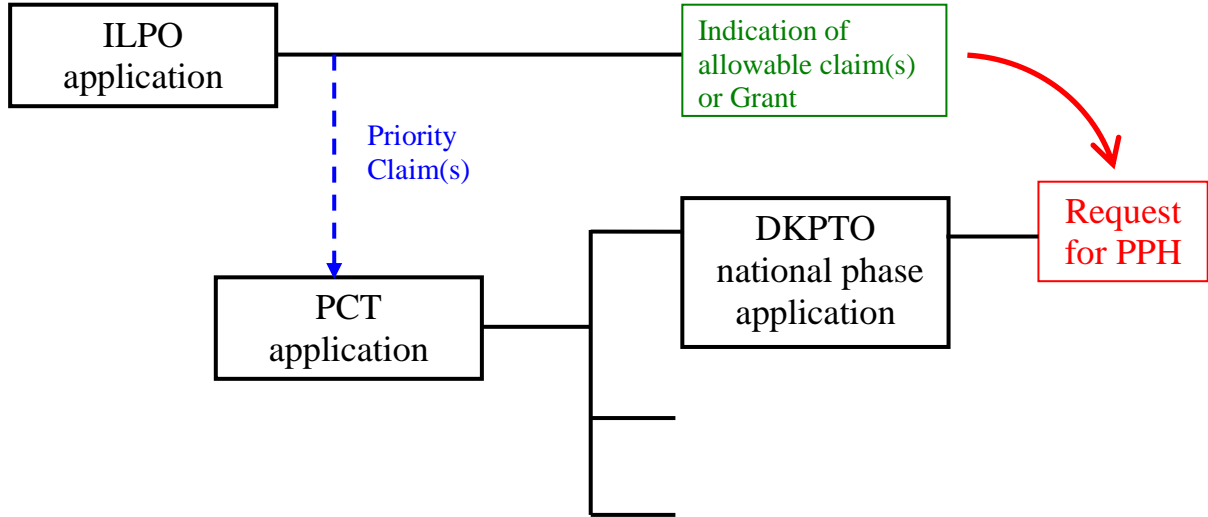 ILPO
application
Indication of
allowable claim(s)
or Grant
Priority
Claim(s)
Request
for PPH
DKPTO
national phase
application
PCT
application